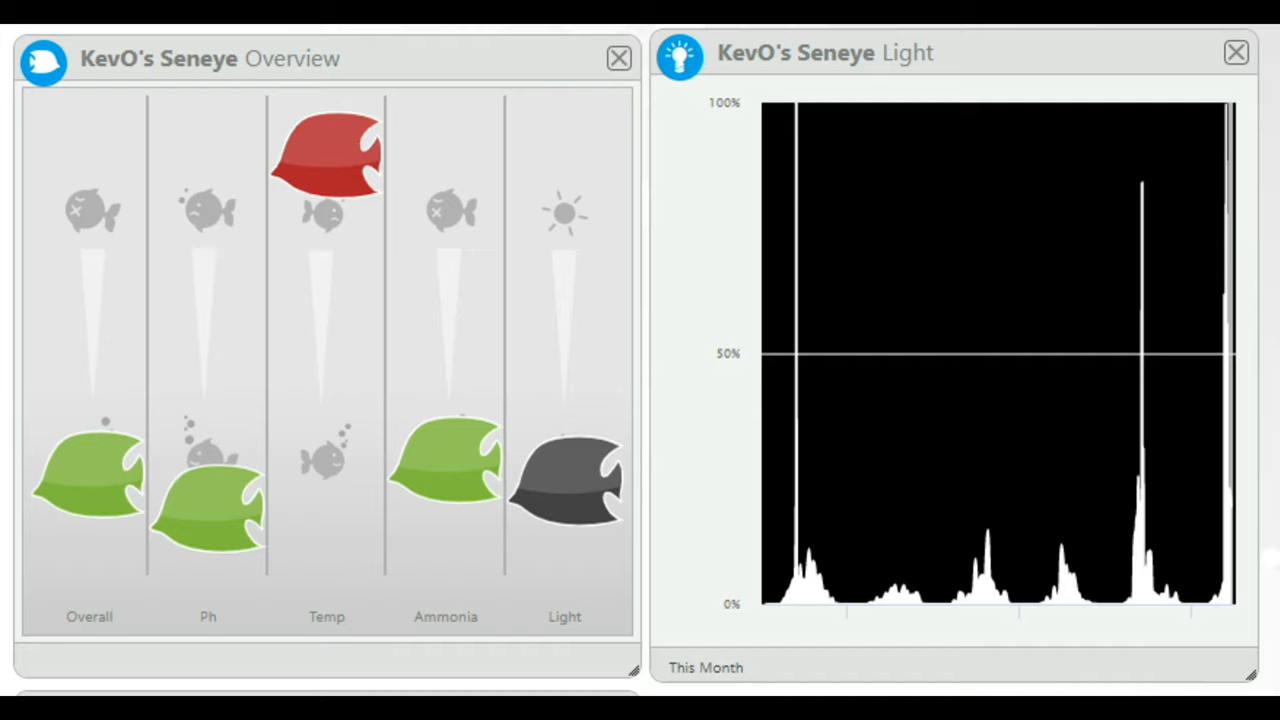 KevO's Seneye Overview
Overall
Ph
Temp
Ammonia
Light
KevO's Seneye Light
100%
50%
0%
This Month